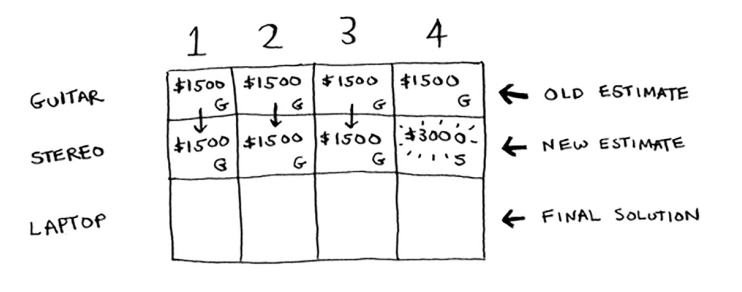 1 2 3 4
GUITAR $1500 G $1500 G $1500 G $1500 G ← OLD ESTIMATE
STEREO $1500 G $1500 G $1500 G $3000 S ← NEW ESTIMATE
LAPTOP ← FINAL SOLUTION